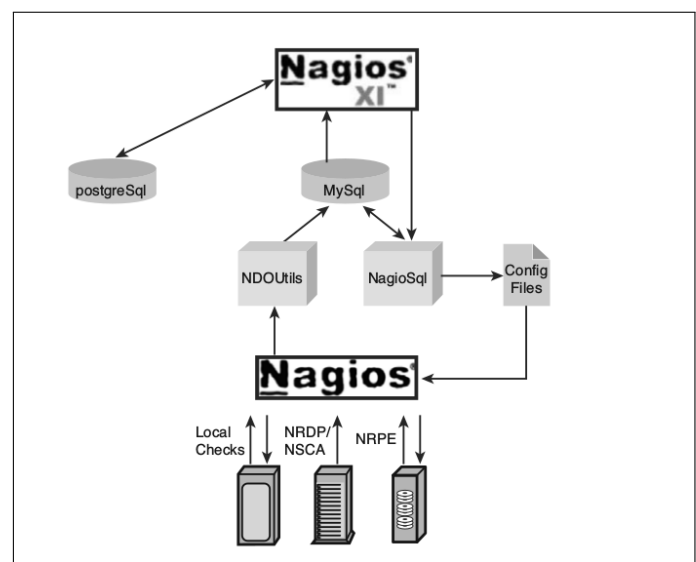 Nagios®
XI™
postgreSql
MySql
NDOUtils
NagioSql
Config
Files
Nagios®
Local
Checks
NRDP/
NSCA
NRPE